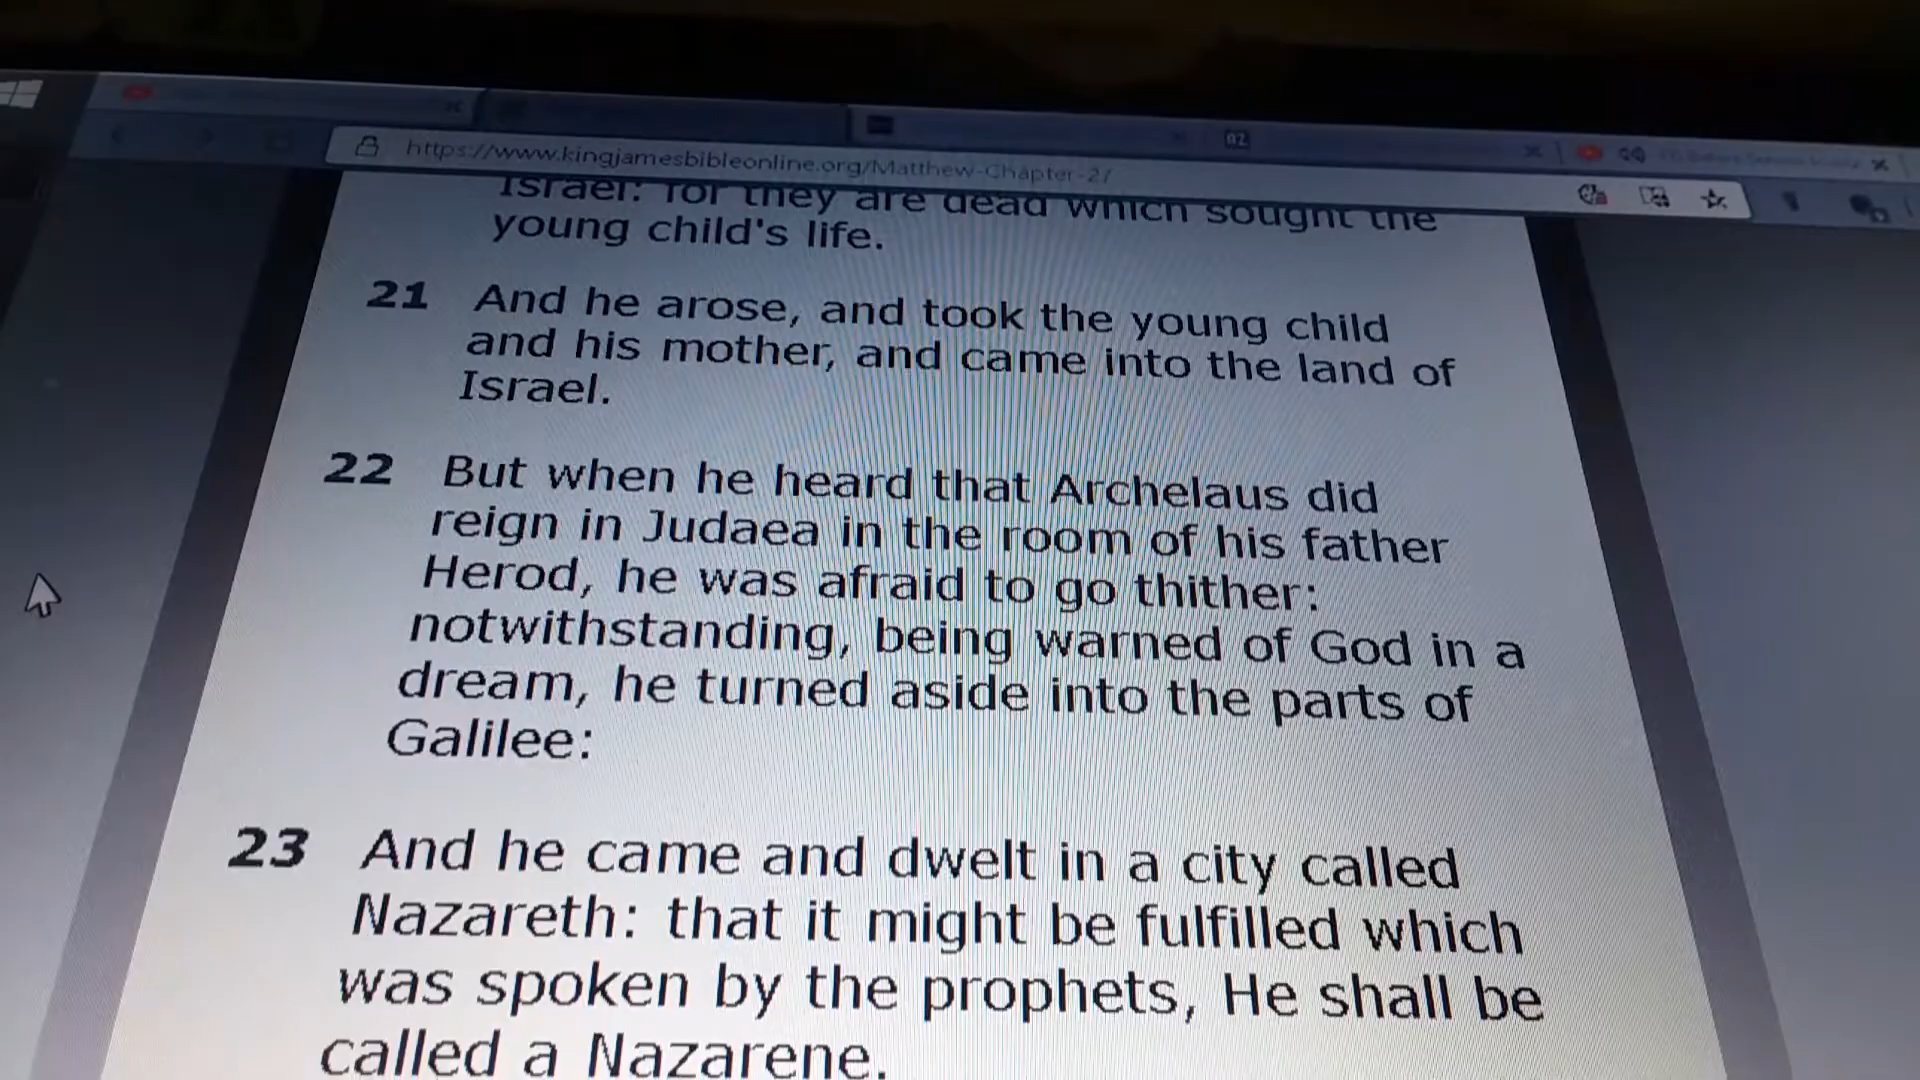 02
https://www.kingjamesbibleonline.org/Matthew-Chapter-2/
Israel: for they are dead which sought the
young child's life.
21 And he arose, and took the young child
and his mother, and came into the land of
Israel.
22 But when he heard that Archelaus did
reign in Judaea in the room of his father
Herod, he was afraid to go thither:
notwithstanding, being warned of God in a
dream, he turned aside into the parts of
Galilee:
23 And he came and dwelt in a city called
Nazareth: that it might be fulfilled which
was spoken by the prophets, He shall be
called a Nazarene.